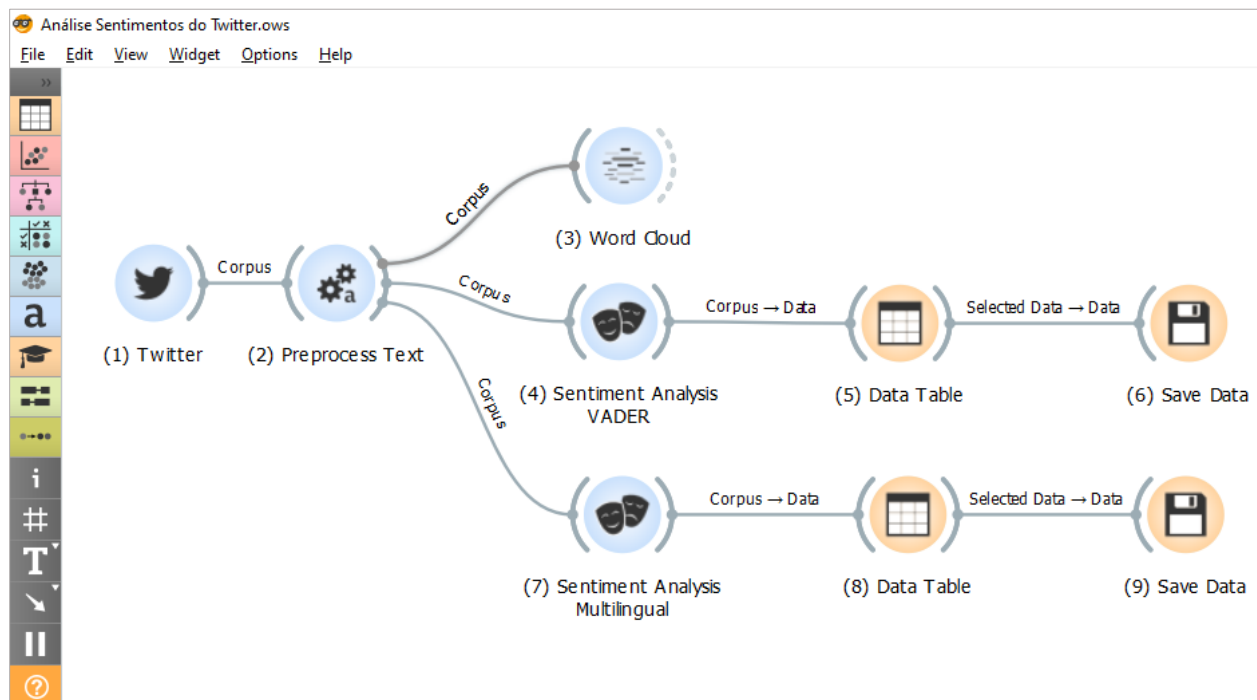 Análise Sentimentos do Twitter.ows
File Edit View Widget Options Help
»
a
i
#
T
?
Corpus
(3) Word Cloud
Corpus
(1) Twitter
a
(2) Preprocess Text
Corpus
(4) Sentiment Analysis
VADER
Corpus → Data
(5) Data Table
Selected Data → Data
(6) Save Data
Corpus
(7) Sentiment Analysis
Multilingual
Corpus → Data
(8) Data Table
Selected Data → Data
(9) Save Data